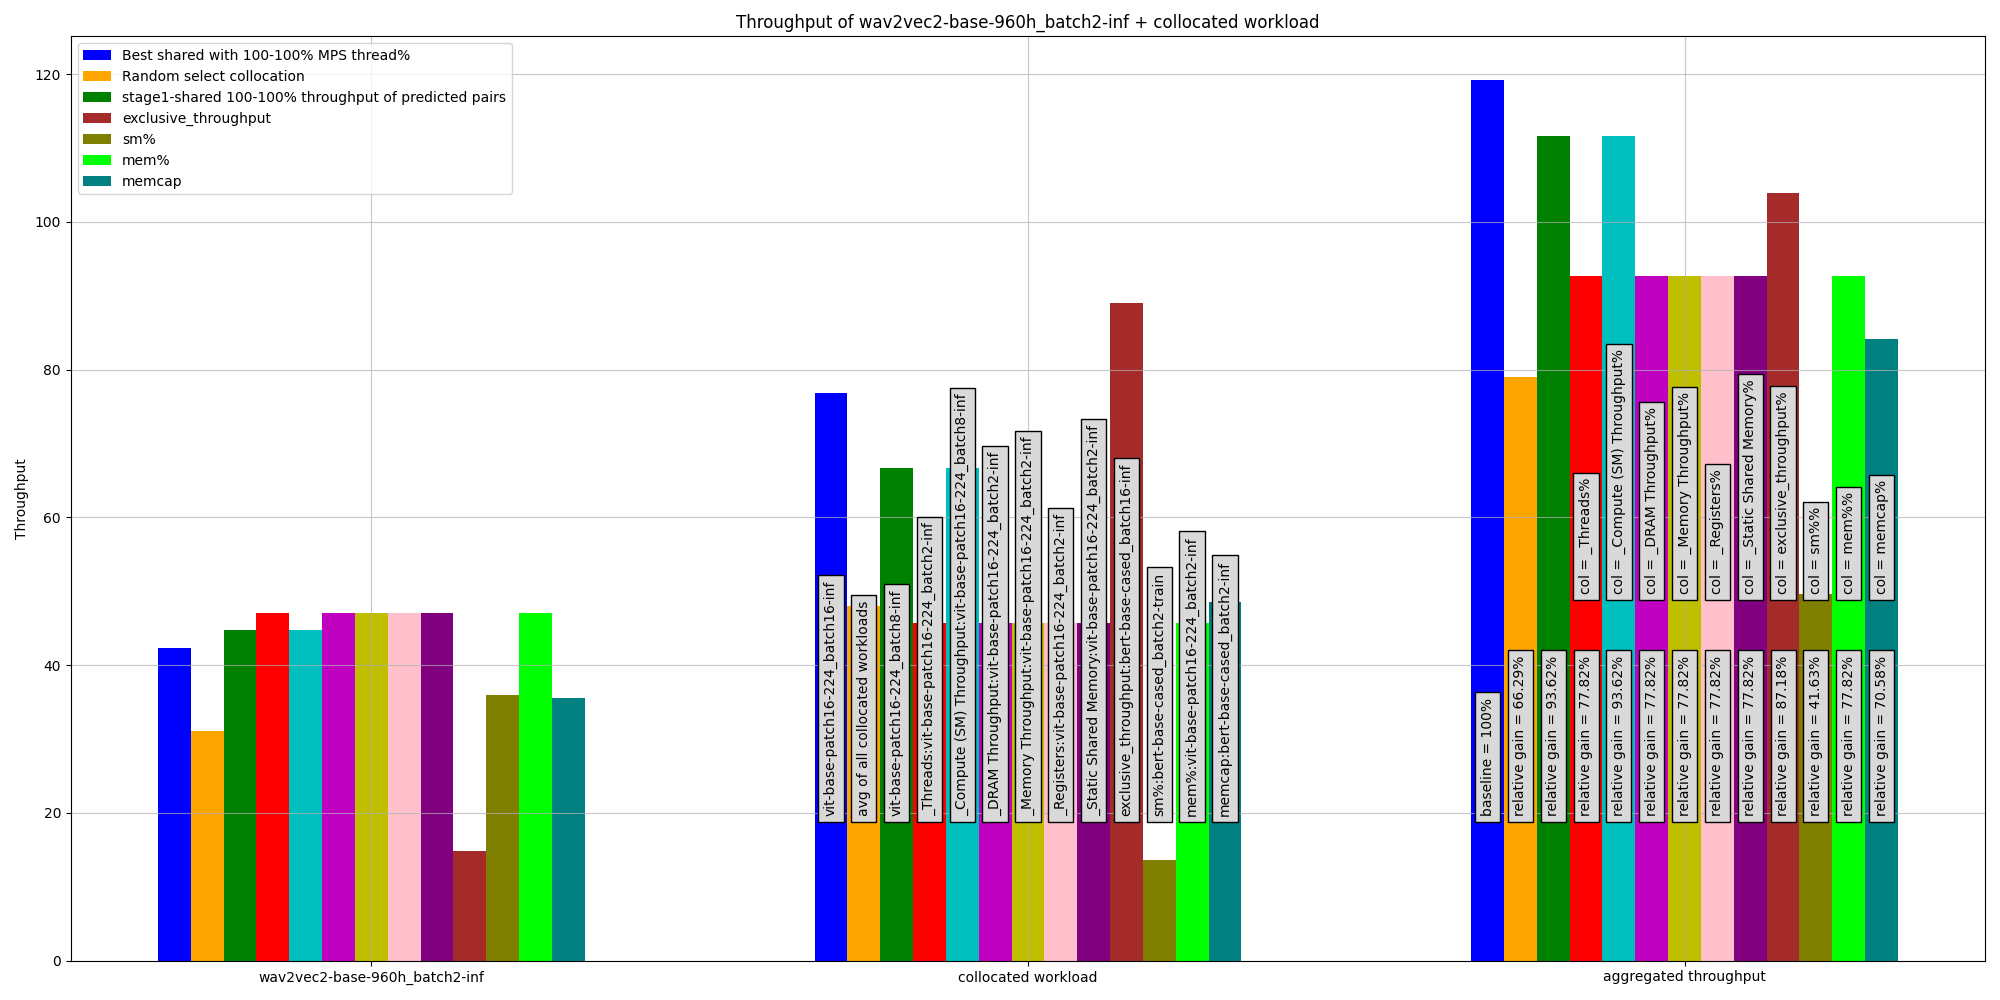 Throughput of wav2vec2-base-960h_batch2-inf + collocated workload
Best shared with 100-100% MPS thread%
Random select collocation
stage1-shared 100-100% throughput of predicted pairs
exclusive_throughput
sm%
mem%
memcap
Throughput
120
100
80
60
40
20
0
vit-base-patch16-224_batch16-inf
avg of all collocated workloads
vit-base-patch16-224_batch8-inf
_Threads:vit-base-patch16-224_batch2-inf
_Compute (SM) Throughput:vit-base-patch16-224_batch8-inf
_DRAM Throughput:vit-base-patch16-224_batch2-inf
_Memory Throughput:vit-base-patch16-224_batch2-inf
_Registers:vit-base-patch16-224_batch2-inf
_Static Shared Memory:vit-base-patch16-224_batch2-inf
exclusive_throughput:bert-base-cased_batch16-inf
sm%:bert-base-cased_batch2-train
mem%:vit-base-patch16-224_batch2-inf
memcap:bert-base-cased_batch2-inf
col = _Threads%
col = _Compute (SM) Throughput%
col = _DRAM Throughput%
col = _Memory Throughput%
col = _Registers%
col = _Static Shared Memory%
col = exclusive_throughput%
col = sm%%
col = mem%%
col = memcap%
baseline = 100%
relative gain = 66.29%
relative gain = 93.62%
relative gain = 77.82%
relative gain = 93.62%
relative gain = 77.82%
relative gain = 77.82%
relative gain = 77.82%
relative gain = 77.82%
relative gain = 87.18%
relative gain = 41.63%
relative gain = 77.82%
relative gain = 70.58%
wav2vec2-base-960h_batch2-inf
collocated workload
aggregated throughput